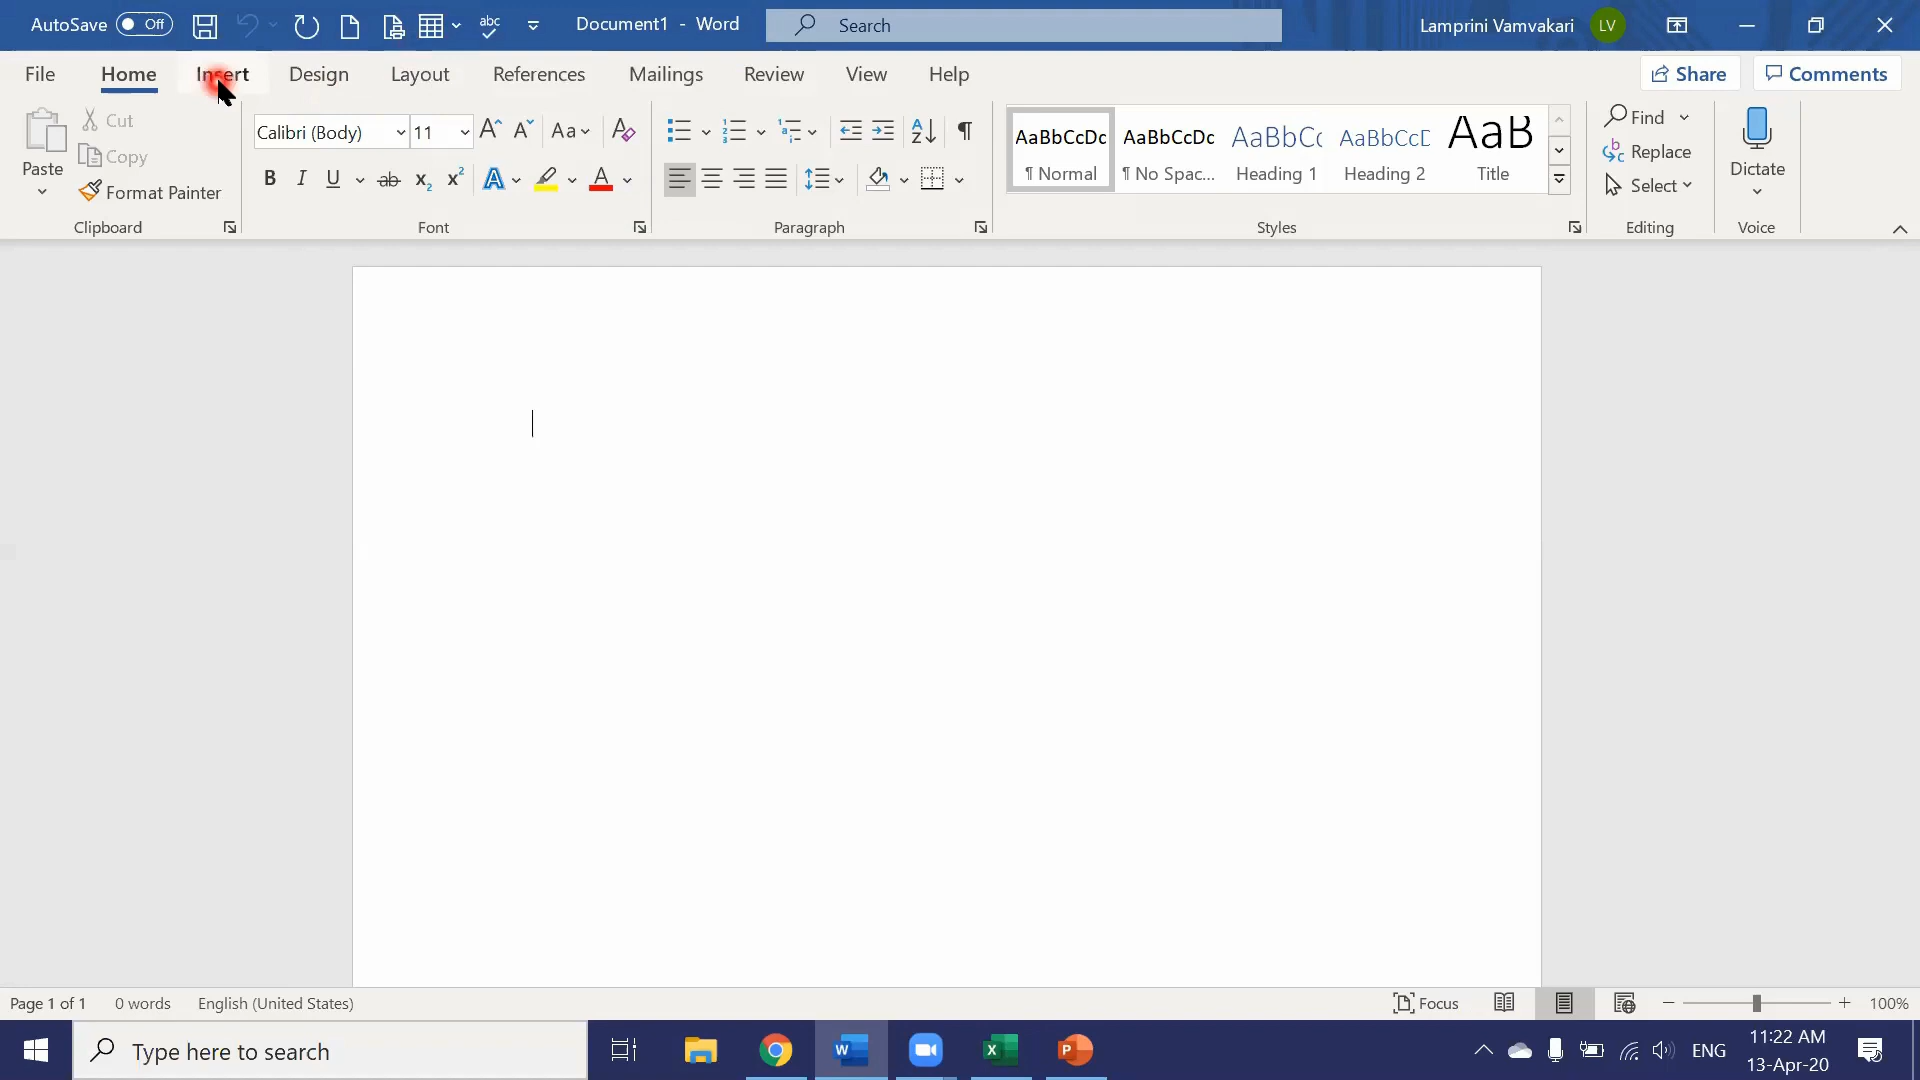 AutoSave Off abc Document1 - Word Search Lamprini Vamvakari LV
File Home Insert Design Layout References Mailings Review View Help Share Comments
Paste
Cut
Copy
Format Painter
Clipboard
Calibri (Body) 11 A A Aa A
B I U ab x₂ x² A A
Font
Paragraph
AaBbCcDc AaBbCcDc AaBbC( AaBbCcE AaB
¶ Normal ¶ No Spac... Heading 1 Heading 2 Title
Styles
Find
Replace
Select
Editing
Dictate
Voice
Page 1 of 1 0 words English (United States) Focus 100%
Type here to search W X P ENG 11:22 AM
13-Apr-20